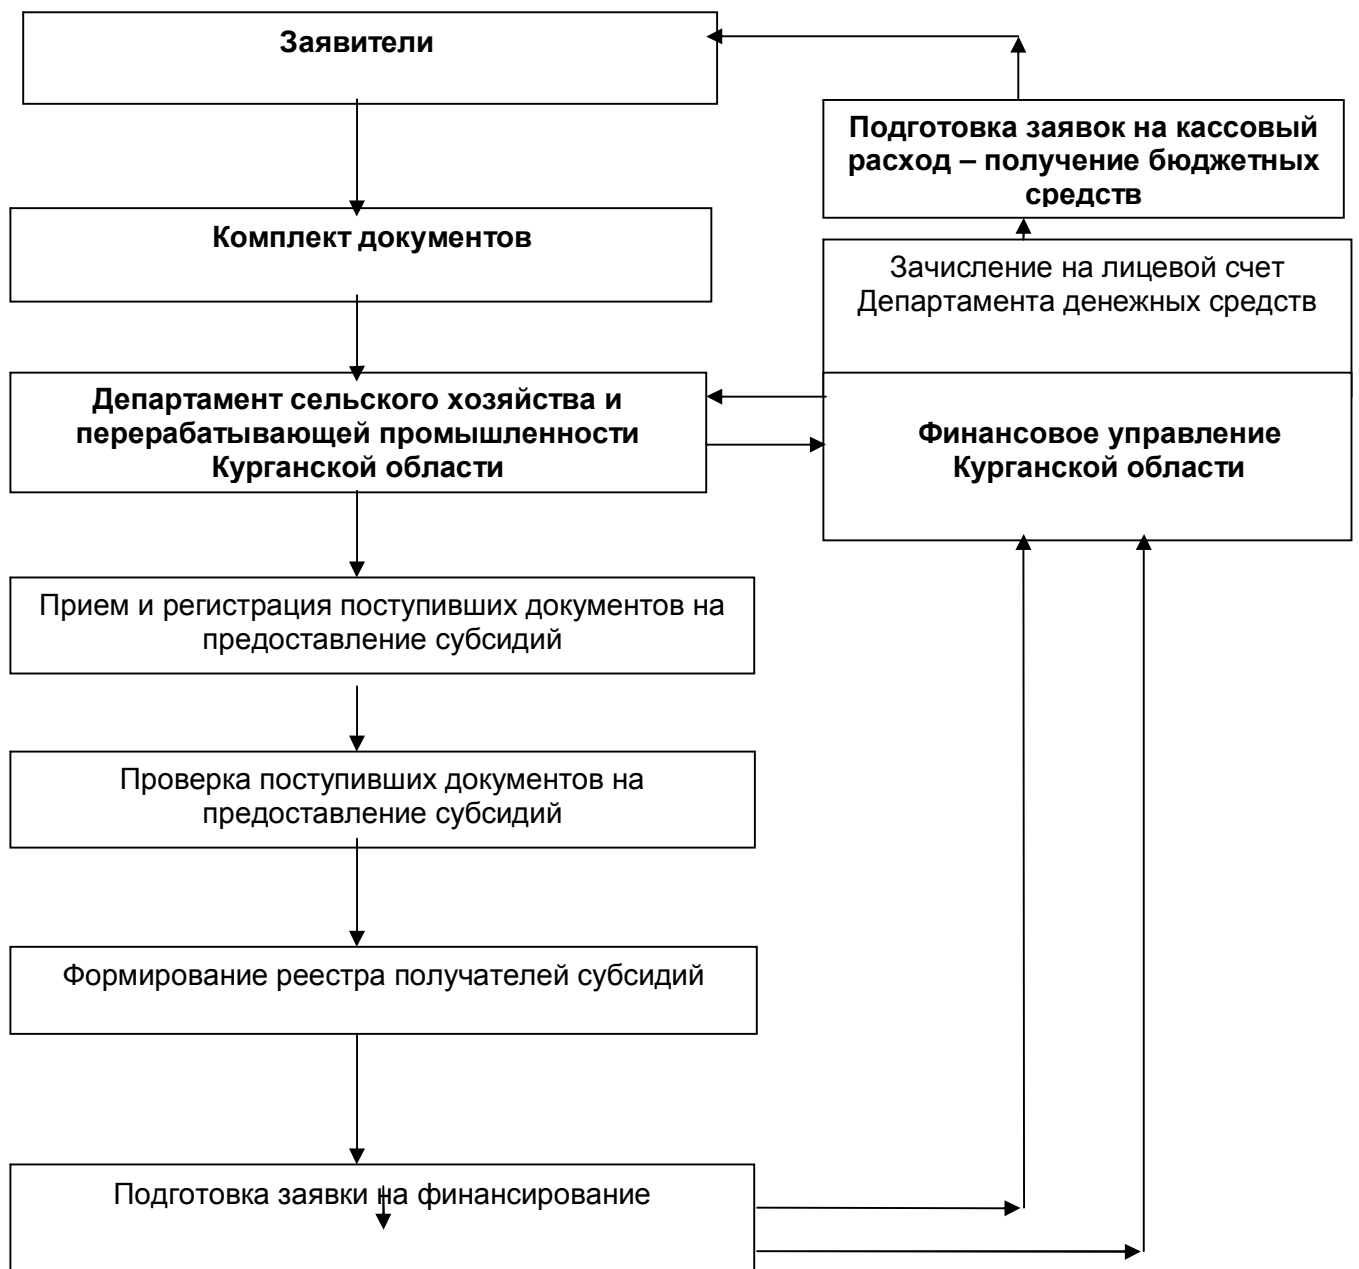 Заявители
Подготовка заявок на кассовый
расход – получение бюджетных
средств
Комплект документов
Зачисление на лицевой счет
Департамента денежных средств
Департамент сельского хозяйства и
перерабатывающей промышленности
Курганской области
Финансовое управление
Курганской области
Прием и регистрация поступивших документов на
предоставление субсидий
Проверка поступивших документов на
предоставление субсидий
Формирование реестра получателей субсидий
Подготовка заявки на финансирование